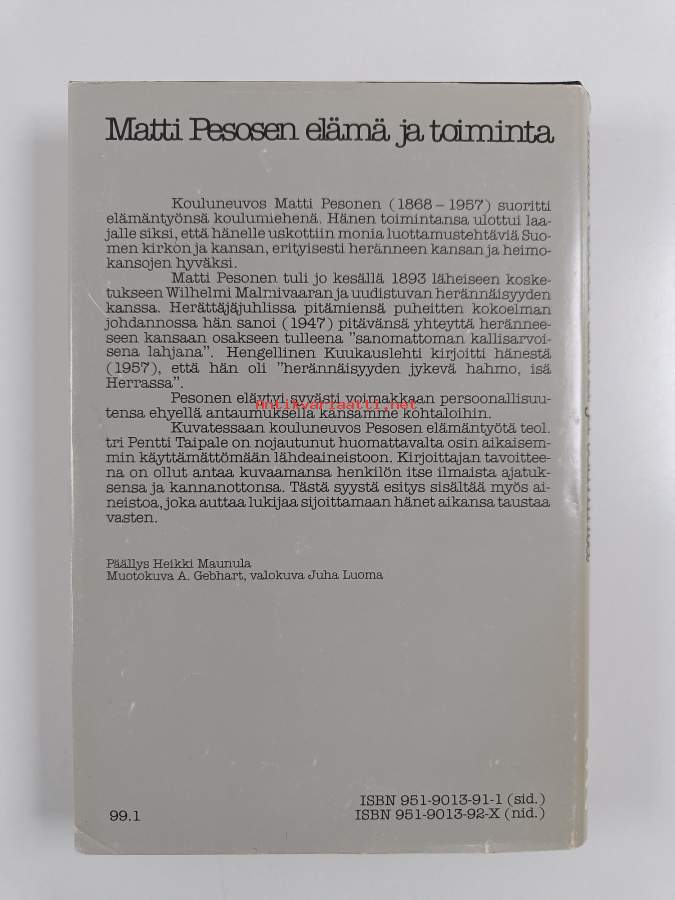 Matti Pesosen elämä ja toiminta
Kouluneuvos Matti Pesonen (1868–1957) suoritti
elämäntyönsä koulumiehenä. Hänen toimintansa ulottui laa-
jalle siksi, että hänelle uskottiin monia luottamustehtäviä Suo-
men kirkon ja kansan, erityisesti heränneen kansan ja heimo-
kansojen hyväksi.
Matti Pesonen tuli jo kesällä 1893 läheiseen koske-
tukseen Wilhelmi Malmivaaran ja uudistuvan herännäisyyden
kanssa. Herättäjäjuhlissa pitämiensä puheitten kokoelman
johdannossa hän sanoi (1947) pitävänsä yhteyttä herännee-
seen kansaan osakseen tulleena "sanomattoman kallisarvoi-
sena lahjana". Hengellinen Kuukauslehti kirjoitti hänestä
(1957), että hän oli "herännäisyyden jykevä hahmo, isä
Herrassa".
Pesonen eläytyi syvästi voimakkaan persoonallisuu-
tensa ehyellä antaumuksella kansamme kohtaloihin.
Antikvariaatti.net
Kuvatessaan kouluneuvos Pesosen elämäntyötä teol.
tri Pentti Taipale on nojautunut huomattavalta osin aikaisem-
min käyttämättömään lähdeaineistoon. Kirjoittajan tavoittee-
na on ollut antaa kuvaamansa henkilön itse ilmaista ajatuk-
sensa ja kannanottonsa. Tästä syystä esitys sisältää myös ai-
neistoa, joka auttaa lukijaa sijoittamaan hänet aikansa taustaa
vasten.
Päällys Heikki Maunula
Muotokuva A. Gebhart, valokuva Juha Luoma
ISBN 951-9013-91-1 (sid.)
99.1 ISBN 951-9013-92-X (nid.)